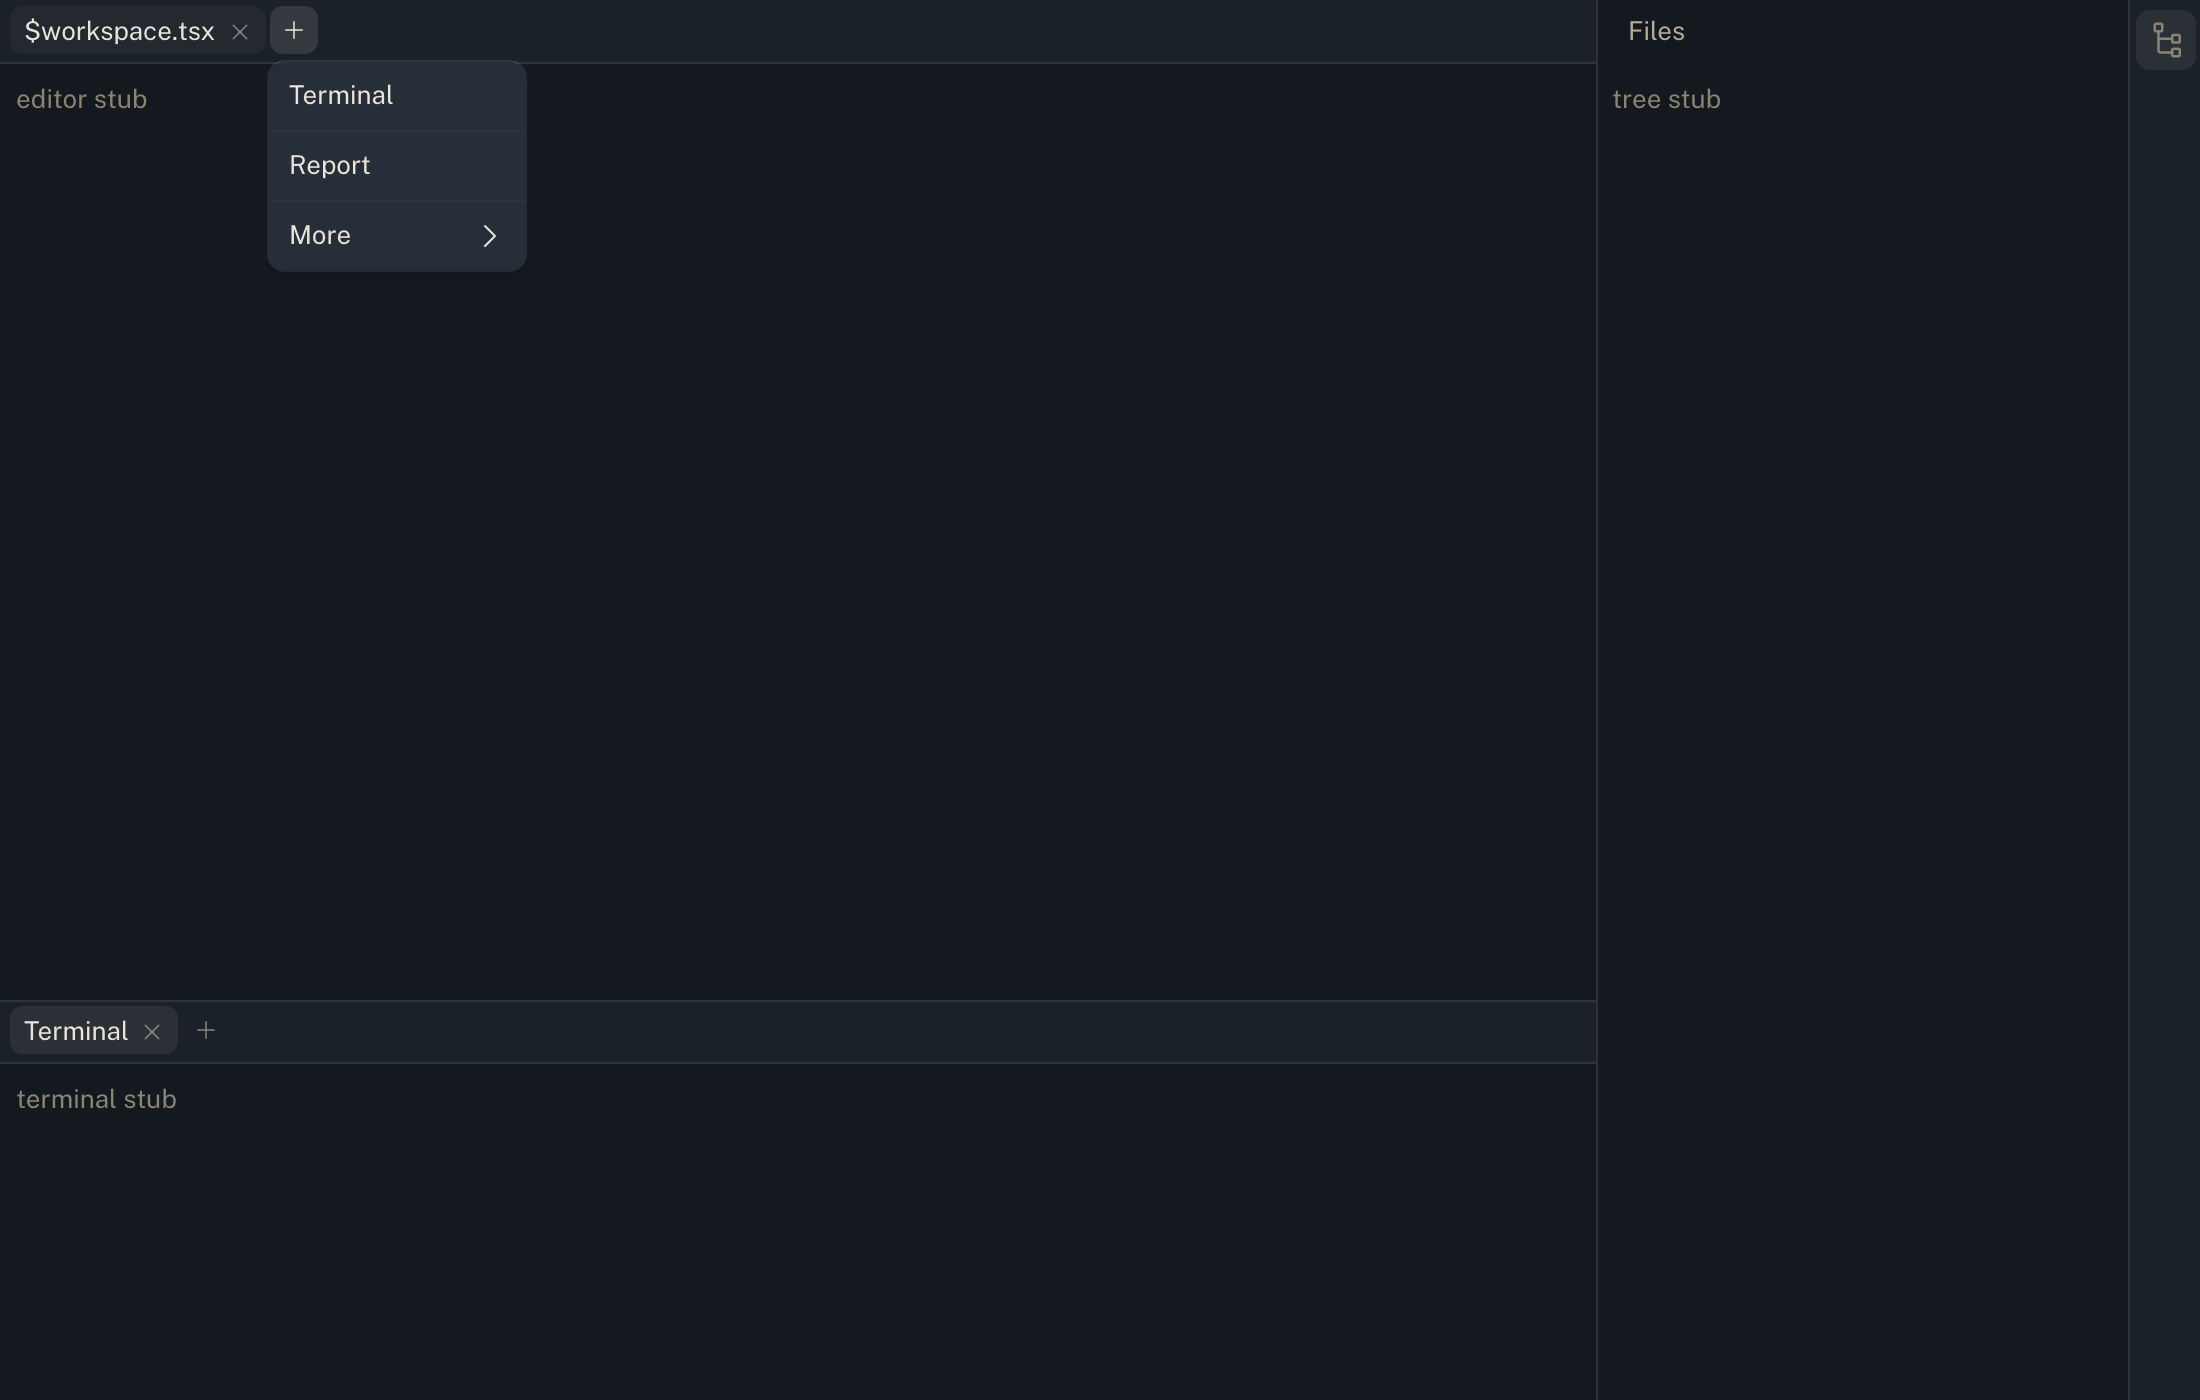 $workspace.tsx
Files
editor stub
Terminal
tree stub
Report
More
Terminal
terminal stub